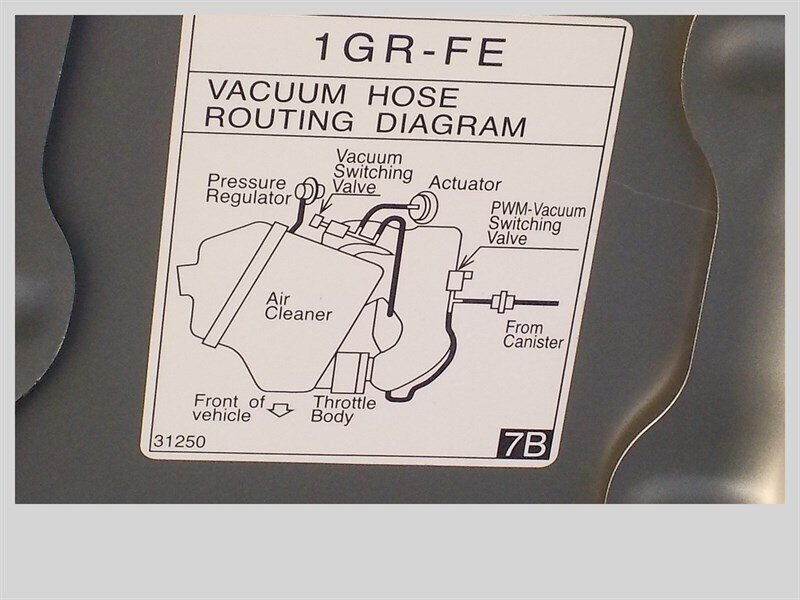 1GR-FE
VACUUM HOSE
ROUTING DIAGRAM
Vacuum
Switching
Valve
Pressure
Regulator
Actuator
PWM-Vacuum
Switching
Valve
Air
Cleaner
From
Canister
Front of
vehicle
Throttle
Body
31250
7B